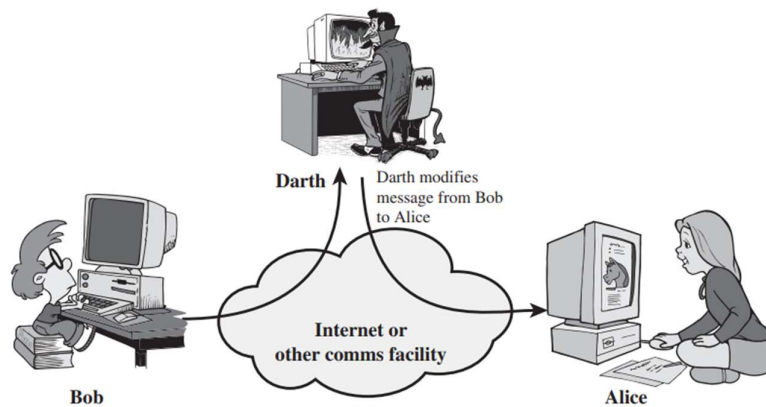 Darth
Darth modifies
message from Bob
to Alice
Internet or
other comms facility
Bob
Alice